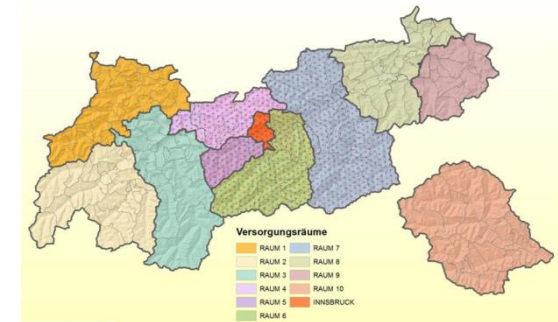 Versorgungsräume
RAUM 1
RAUM 2
RAUM 3
RAUM 4
RAUM 5
RAUM 6
RAUM 7
RAUM 8
RAUM 9
RAUM 10
INNSBRUCK